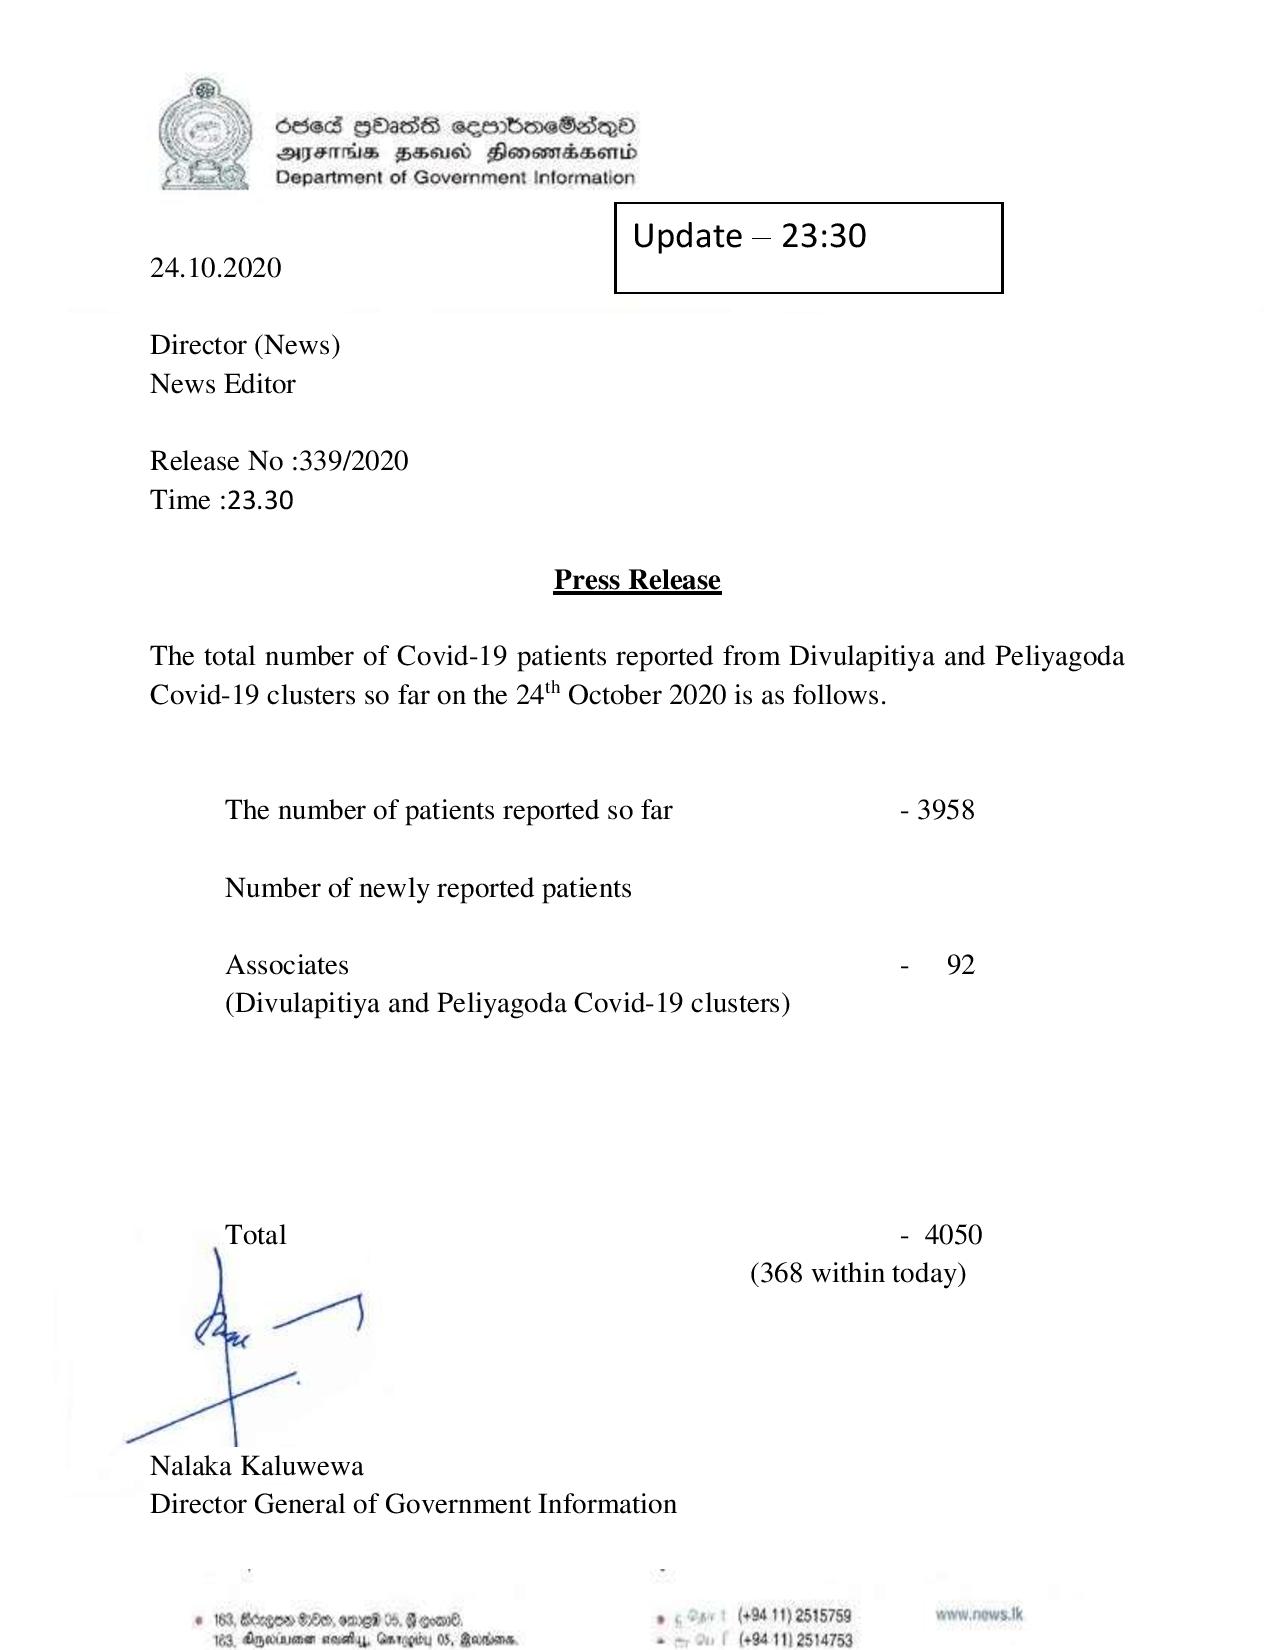 රජයේ ප්‍රවෘත්ති දෙපාර්තමේන්තුව
அரசாங்க தகவல் திணைக்களம்
Department of Government Information
Update – 23:30
24.10.2020
Director (News)
News Editor
Release No :339/2020
Time :23.30
Press Release
The total number of Covid-19 patients reported from Divulapitiya and Peliyagoda
Covid-19 clusters so far on the 24th October 2020 is as follows.
The number of patients reported so far - 3958
Number of newly reported patients
Associates - 92
(Divulapitiya and Peliyagoda Covid-19 clusters)
Total - 4050
(368 within today)
Nalaka Kaluwewa
Director General of Government Information
163, කිරුළපන මාවත, කොළඹ 05, ශ්‍රී ලංකාව. (+94 11) 2515759 www.news.lk
163, கிருலப்பனை எவனியூ, கொழும்பு 05, இலங்கை. (+94 11) 2514753